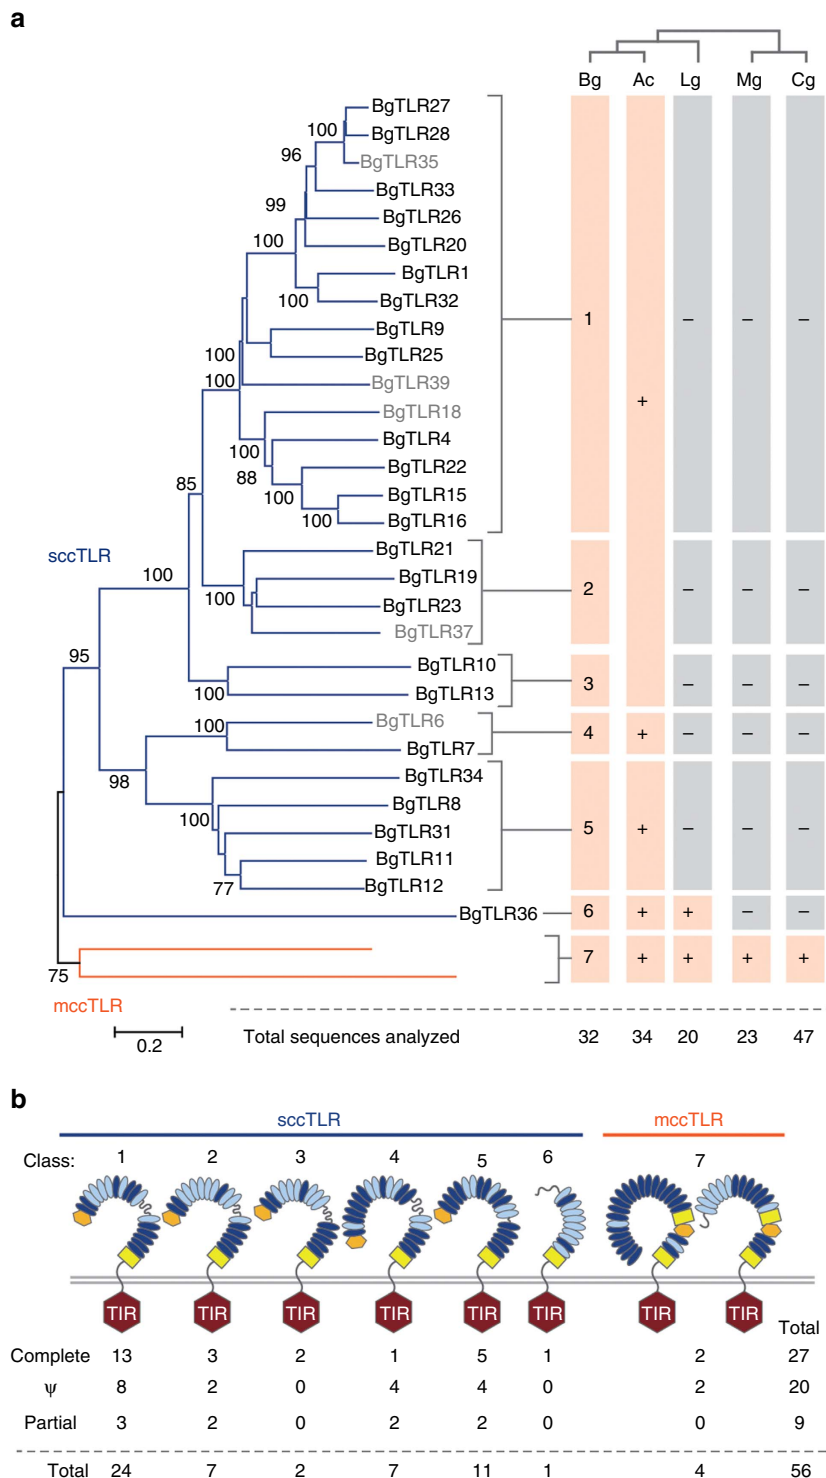 a
Bg Ac Lg Mg Cg
BgTLR27
BgTLR28
100
BgTLR35
96
BgTLR33
99
BgTLR26
100
BgTLR20
BgTLR1
100
BgTLR32
1 – – –
BgTLR9
100
BgTLR25
100
BgTLR39
+
BgTLR18
BgTLR4
100
BgTLR22
88
85
100
BgTLR15
100
BgTLR16
sccTLR
BgTLR21
100
BgTLR19
2 – – –
100
BgTLR23
BgTLR37
95
BgTLR10
3 – – –
100
BgTLR13
100
BgTLR6
4 + – – –
BgTLR7
98
BgTLR34
BgTLR8
100
5 + – – –
BgTLR31
BgTLR11
77
BgTLR12
BgTLR36 6 + + – –
7 + + + +
75
mccTLR
0.2
Total sequences analyzed 32 34 20 23 47
b
sccTLR mccTLR
Class: 1 2 3 4 5 6 7
TIR TIR TIR TIR TIR TIR TIR TIR
Total
Complete 13 3 2 1 5 1 2 27
ψ 8 2 0 4 4 0 2 20
Partial 3 2 0 2 2 0 0 9
Total 24 7 2 7 11 1 4 56